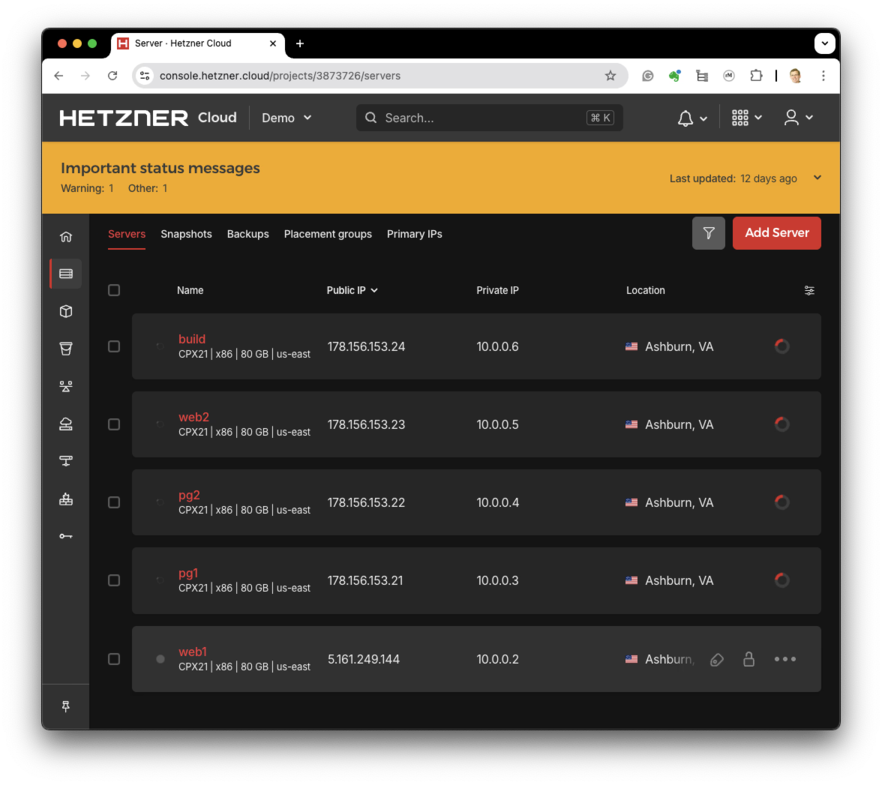 Server · Hetzner Cloud
console.hetzner.cloud/projects/3873726/servers
HETZNER Cloud Demo Search... ⌘ K
Important status messages
Warning: 1 Other: 1
Last updated: 12 days ago
Servers Snapshots Backups Placement groups Primary IPs Add Server
Name Public IP Private IP Location
build
CPX21 | x86 | 80 GB | us-east
178.156.153.24 10.0.0.6 Ashburn, VA
web2
CPX21 | x86 | 80 GB | us-east
178.156.153.23 10.0.0.5 Ashburn, VA
pg2
CPX21 | x86 | 80 GB | us-east
178.156.153.22 10.0.0.4 Ashburn, VA
pg1
CPX21 | x86 | 80 GB | us-east
178.156.153.21 10.0.0.3 Ashburn, VA
web1
CPX21 | x86 | 80 GB | us-east
5.161.249.144 10.0.0.2 Ashburn,